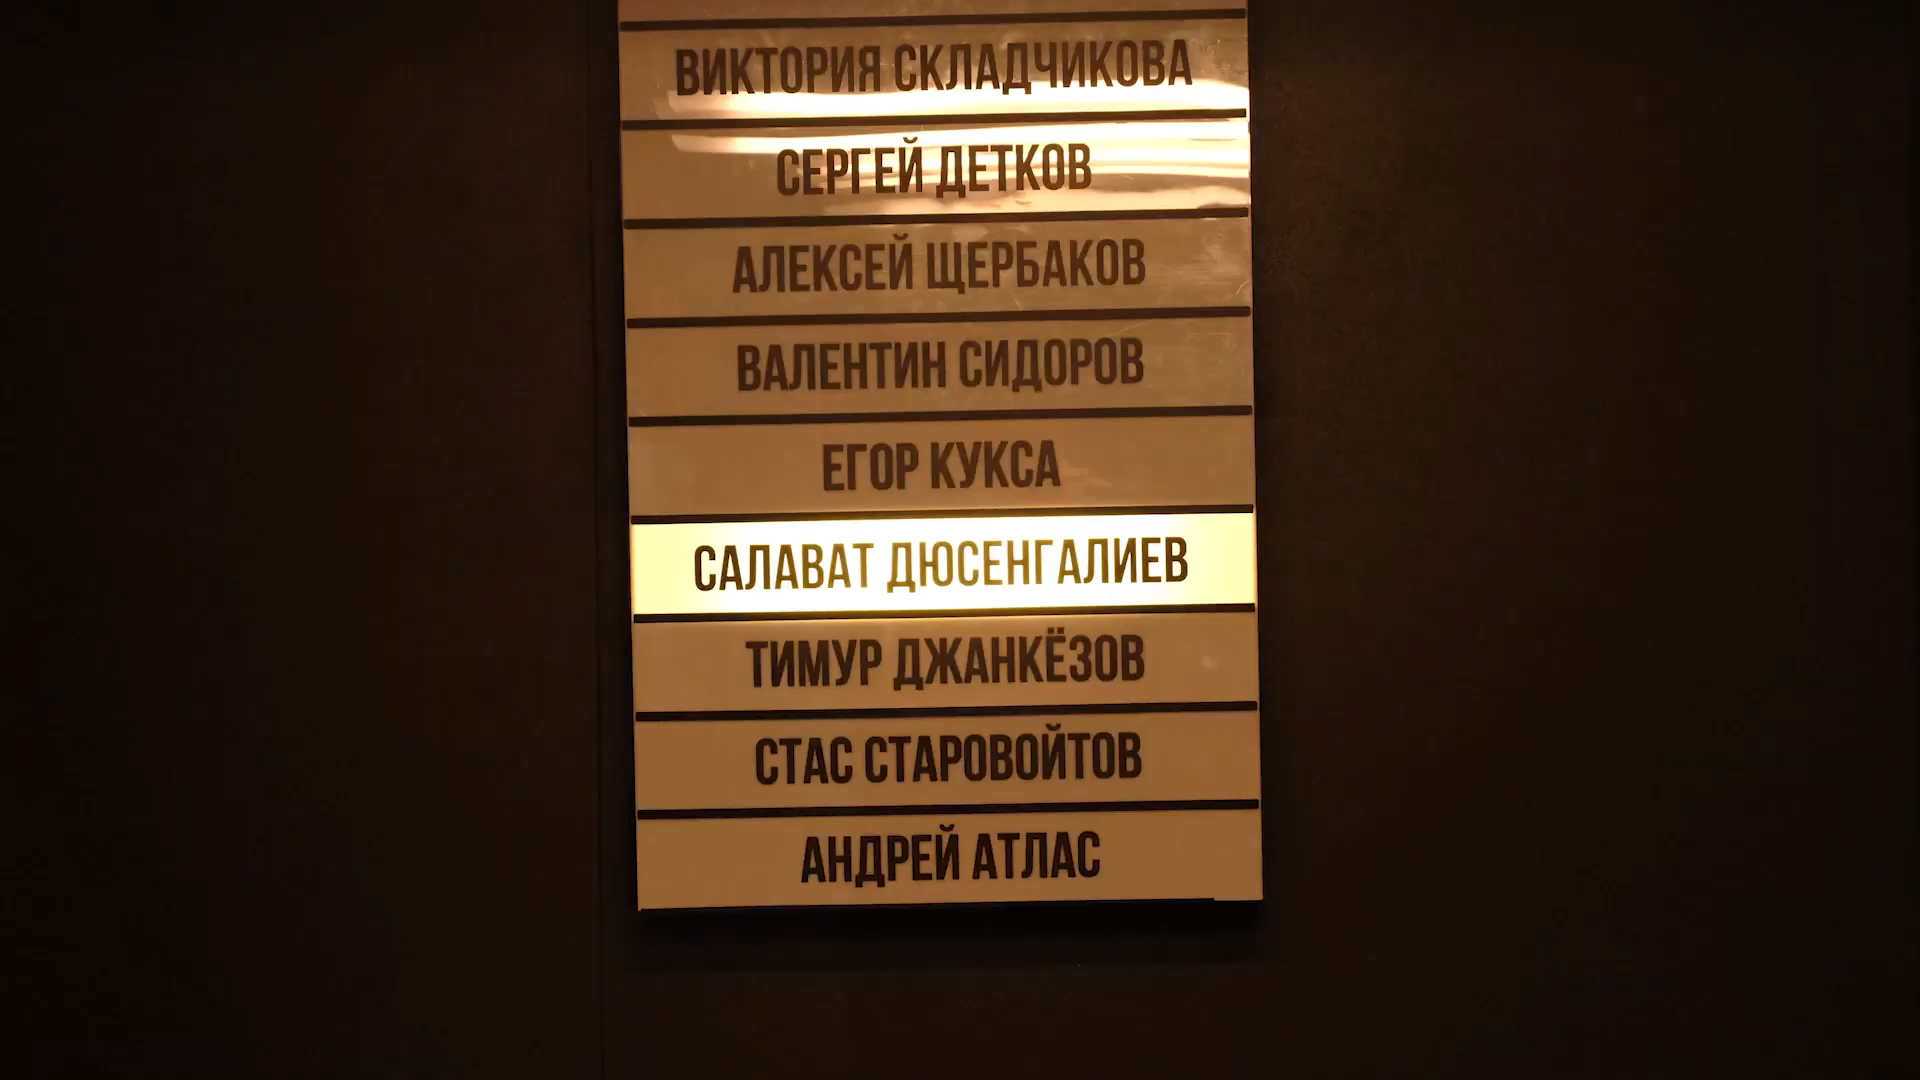 ВИКТОРИЯ СКЛАДЧИКОВА
СЕРГЕЙ ДЕТКОВ
АЛЕКСЕЙ ЩЕРБАКОВ
ВАЛЕНТИН СИДОРОВ
ЕГОР КУКСА
САЛАВАТ ДЮСЕНГАЛИЕВ
ТИМУР ДЖАНКЁЗОВ
СТАС СТАРОВОЙТОВ
АНДРЕЙ АТЛАС